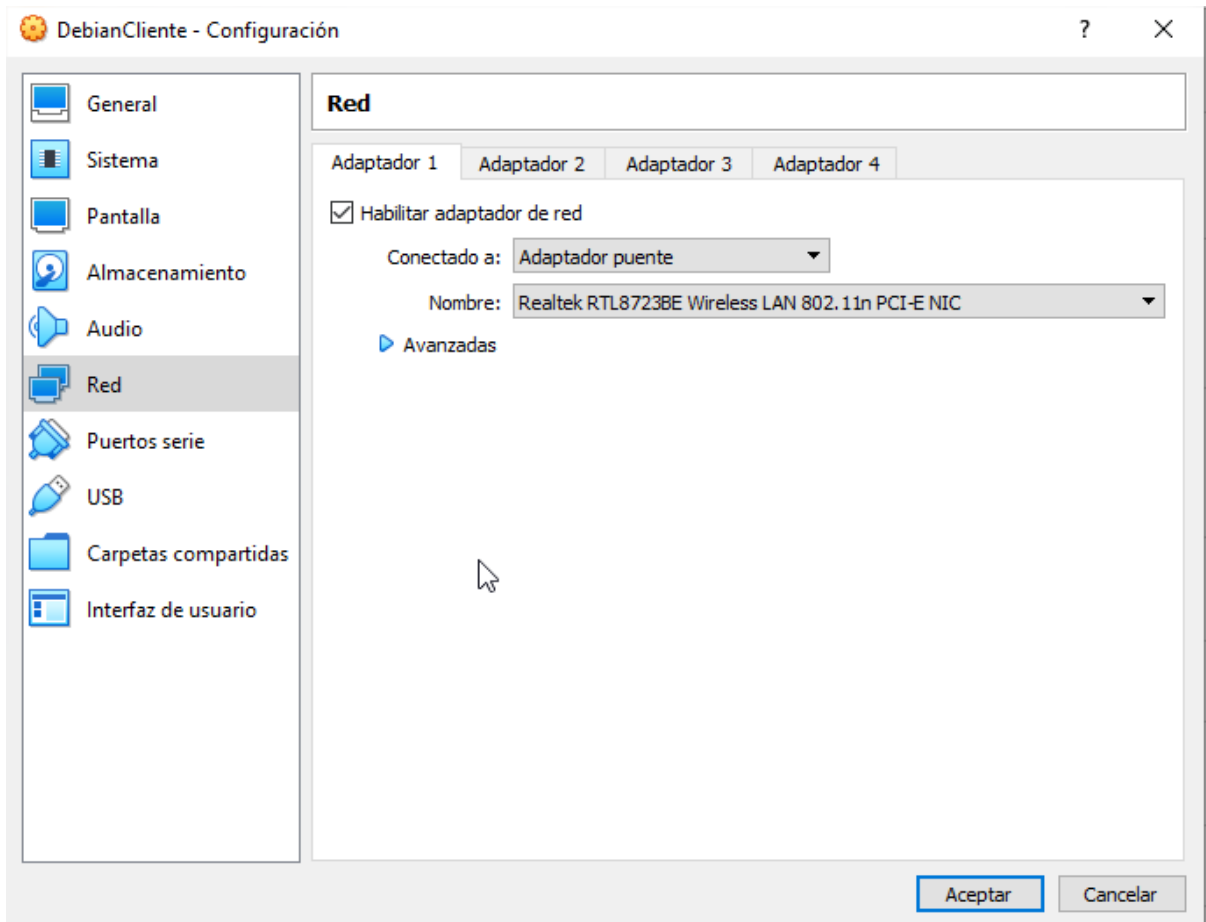 DebianCliente - Configuración
?
General
Sistema
Pantalla
Almacenamiento
Audio
Red
Puertos serie
USB
Carpetas compartidas
Interfaz de usuario
Red
Adaptador 1 Adaptador 2 Adaptador 3 Adaptador 4
Habilitar adaptador de red
Conectado a: Adaptador puente
Nombre: Realtek RTL8723BE Wireless LAN 802.11n PCI-E NIC
Avanzadas
Aceptar Cancelar